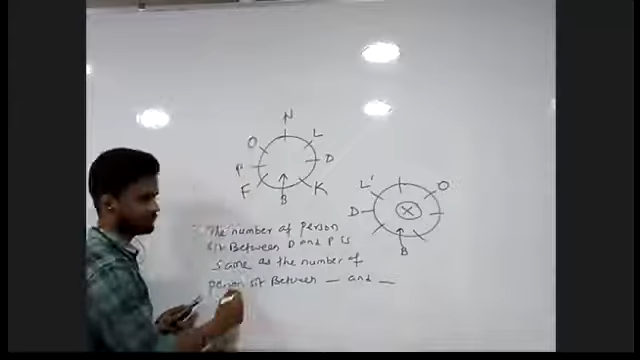 N
O
L
P
D
F
K
B
L'
O
D
X
B
The number of person
sit Between D and P is
same as the number of
person sit Between — and —